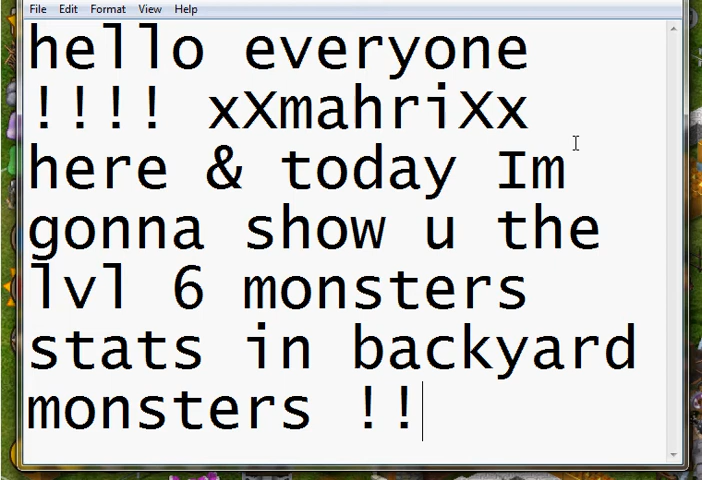 File Edit Format View Help
hello everyone
!!!! xXmahriXx
here & today Im
gonna show u the
lvl 6 monsters
stats in backyard
monsters !!